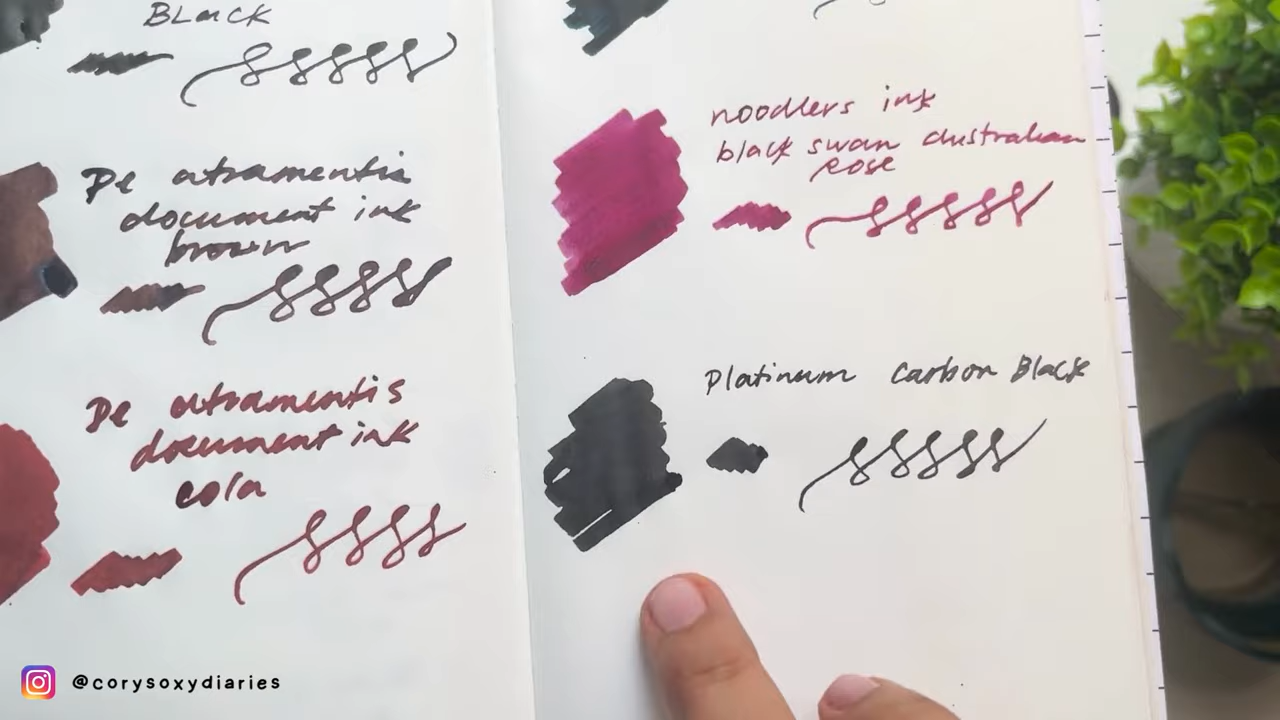 BLACK
De atramentis
document ink
brown
De atramentis
document ink
cola
noodlers ink
black swan australian
rose
Platinum carbon Black
@corysoxydiaries